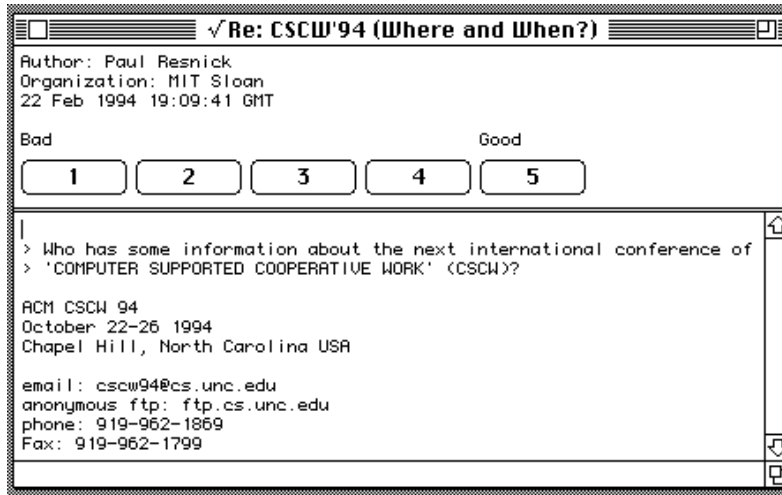 √Re: CSCW'94 (Where and When?)
Author: Paul Resnick
Organization: MIT Sloan
22 Feb 1994 19:09:41 GMT
Bad Good
1 2 3 4 5
> Who has some information about the next international conference of
> 'COMPUTER SUPPORTED COOPERATIVE WORK' (CSCW)?
ACM CSCW 94
October 22-26 1994
Chapel Hill, North Carolina USA
email: cscw94@cs.unc.edu
anonymous ftp: ftp.cs.unc.edu
phone: 919-962-1869
Fax: 919-962-1799